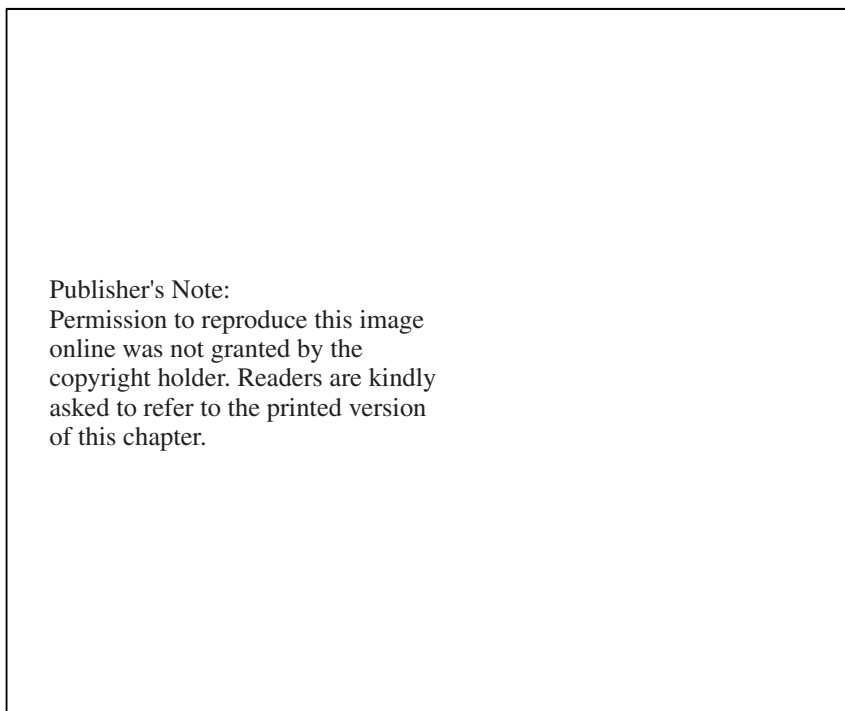 Publisher's Note:
Permission to reproduce this image
online was not granted by the
copyright holder. Readers are kindly
asked to refer to the printed version
of this chapter.